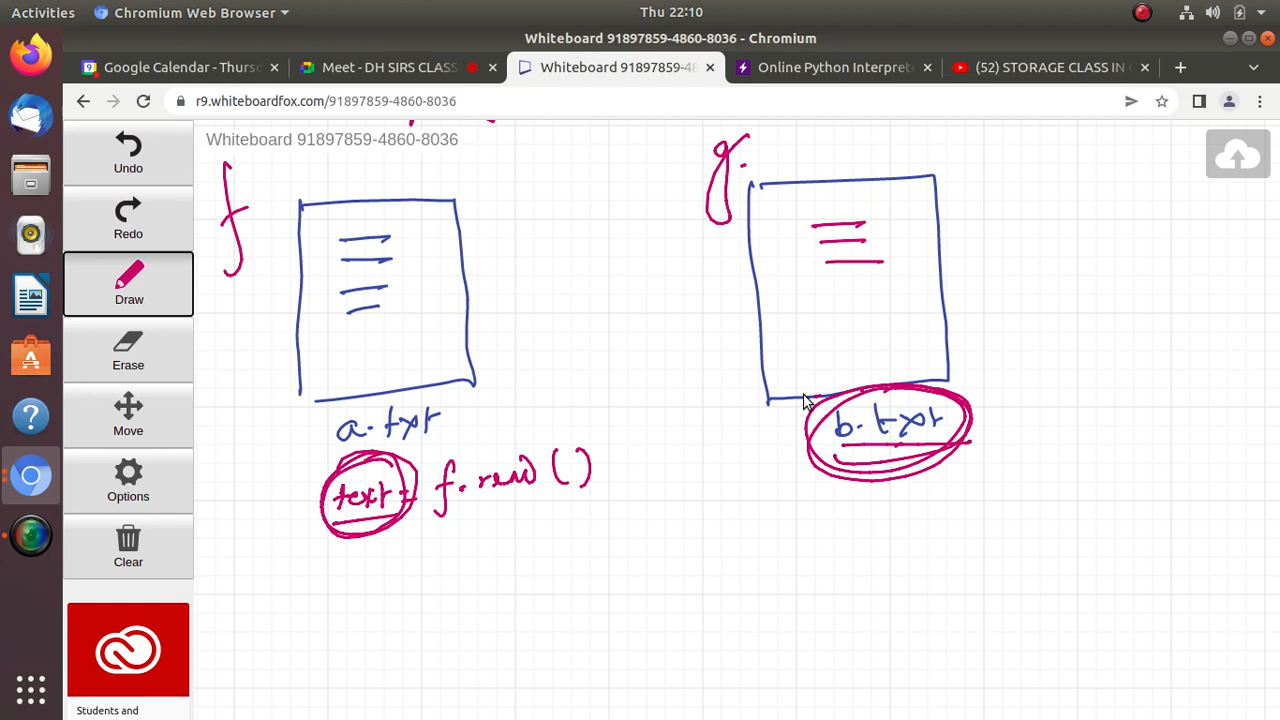 Activities
Chromium Web Browser
Thu 22:10
Whiteboard 91897859-4860-8036 - Chromium
Google Calendar - Thurs
Meet - DH SIRS CLASS
Whiteboard 91897859-48
Online Python Interpret
(52) STORAGE CLASS IN
r9.whiteboardfox.com/91897859-4860-8036
Whiteboard 91897859-4860-8036
Undo
Redo
Draw
Erase
Move
Options
Clear
Students and
f
g
a.txt
b.txt
text = f.read()